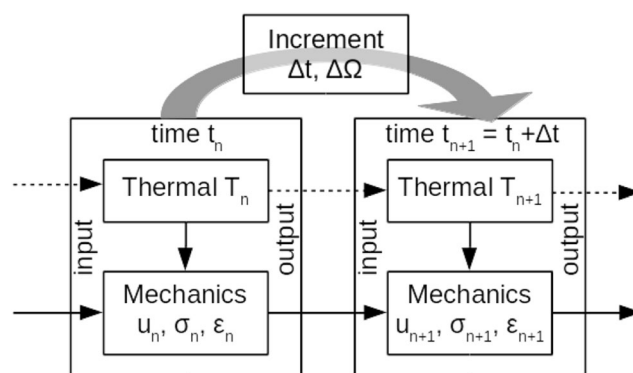 Increment
Δt, ΔΩ
time tₙ
time tₙ₊₁ = tₙ+Δt
Thermal Tₙ
Thermal Tₙ₊₁
input
output
input
output
Mechanics
uₙ, σₙ, εₙ
Mechanics
uₙ₊₁, σₙ₊₁, εₙ₊₁